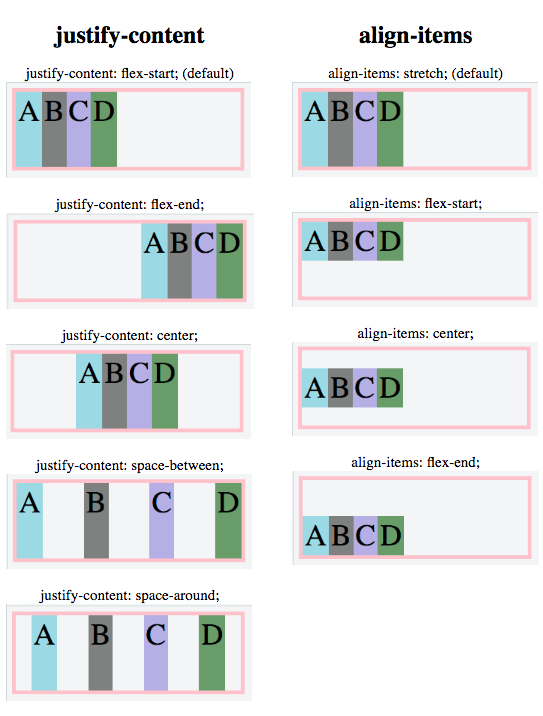 justify-content
justify-content: flex-start; (default)
A B C D
justify-content: flex-end;
A B C D
justify-content: center;
A B C D
justify-content: space-between;
A B C D
justify-content: space-around;
A B C D
align-items
align-items: stretch; (default)
A B C D
align-items: flex-start;
A B C D
align-items: center;
A B C D
align-items: flex-end;
A B C D